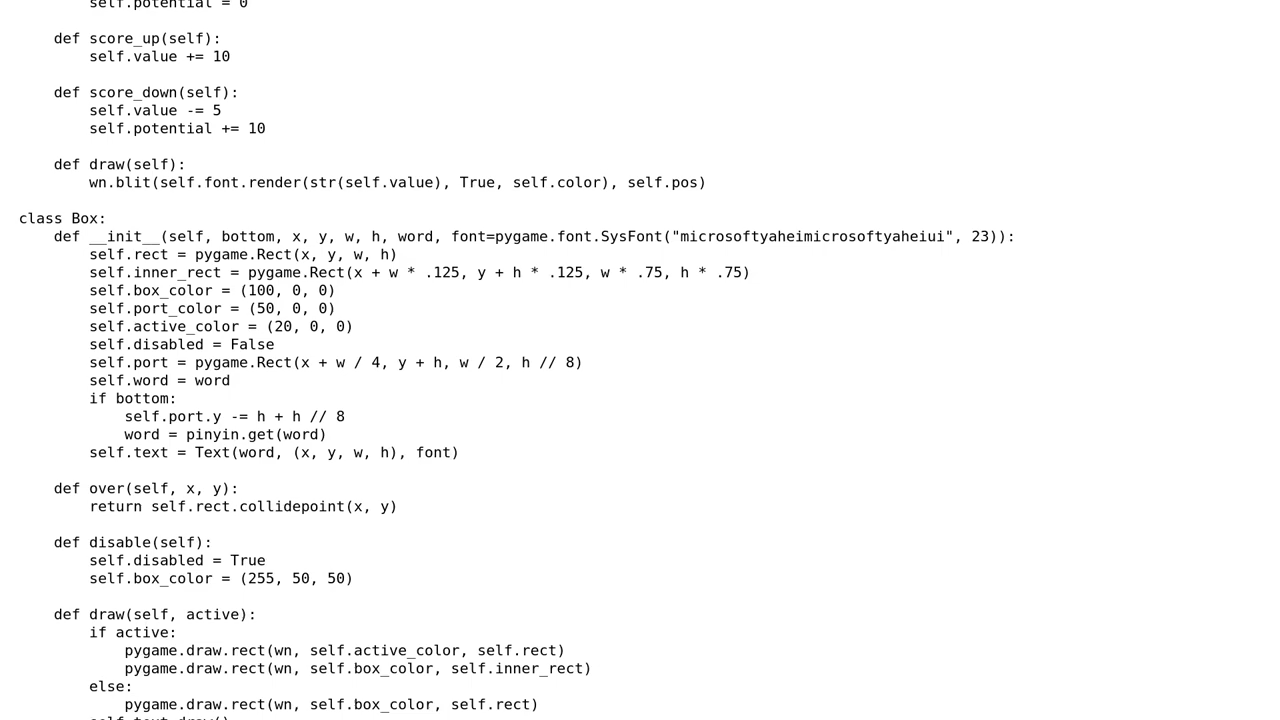 self.potential = 0

    def score_up(self):
        self.value += 10

    def score_down(self):
        self.value -= 5
        self.potential += 10

    def draw(self):
        wn.blit(self.font.render(str(self.value), True, self.color), self.pos)

class Box:
    def __init__(self, bottom, x, y, w, h, word, font=pygame.font.SysFont("microsoftyaheimicrosoftyaheiui", 23)):
        self.rect = pygame.Rect(x, y, w, h)
        self.inner_rect = pygame.Rect(x + w * .125, y + h * .125, w * .75, h * .75)
        self.box_color = (100, 0, 0)
        self.port_color = (50, 0, 0)
        self.active_color = (20, 0, 0)
        self.disabled = False
        self.port = pygame.Rect(x + w / 4, y + h, w / 2, h // 8)
        self.word = word
        if bottom:
            self.port.y -= h + h // 8
            word = pinyin.get(word)
        self.text = Text(word, (x, y, w, h), font)

    def over(self, x, y):
        return self.rect.collidepoint(x, y)

    def disable(self):
        self.disabled = True
        self.box_color = (255, 50, 50)

    def draw(self, active):
        if active:
            pygame.draw.rect(wn, self.active_color, self.rect)
            pygame.draw.rect(wn, self.box_color, self.inner_rect)
        else:
            pygame.draw.rect(wn, self.box_color, self.rect)
        self.text.draw()